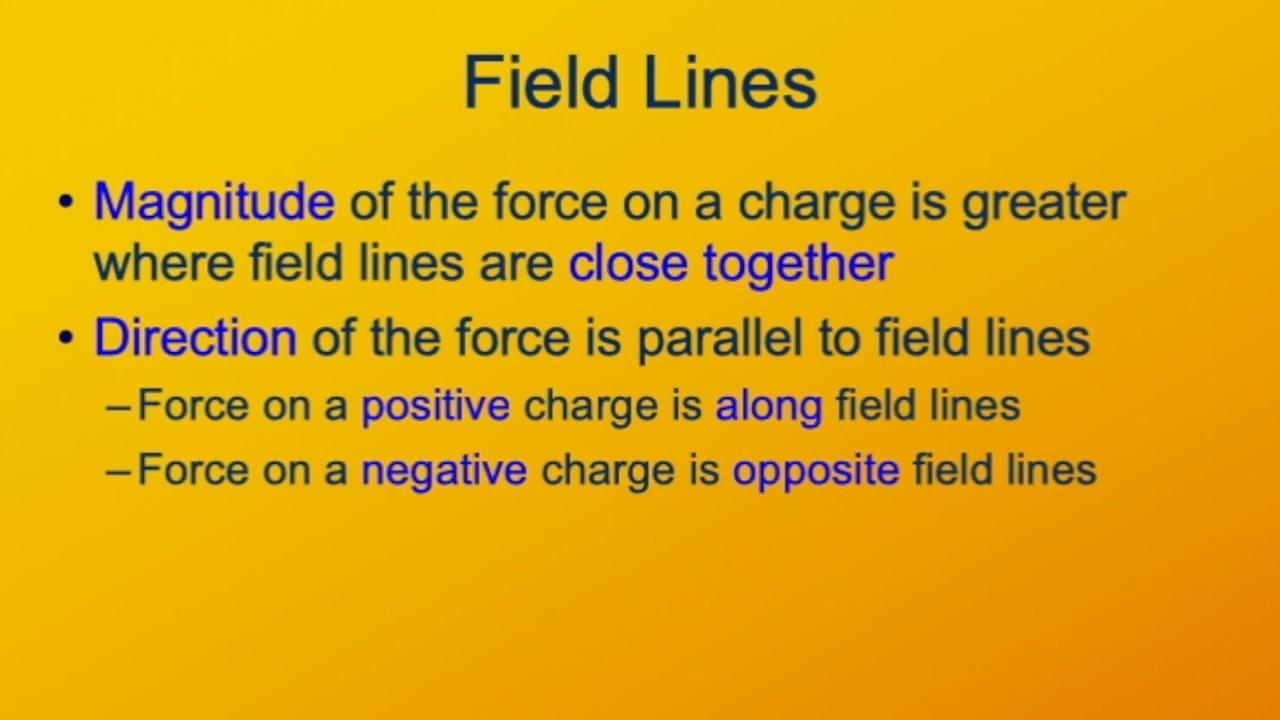 Field Lines
• Magnitude of the force on a charge is greater
where field lines are close together
• Direction of the force is parallel to field lines
–Force on a positive charge is along field lines
–Force on a negative charge is opposite field lines